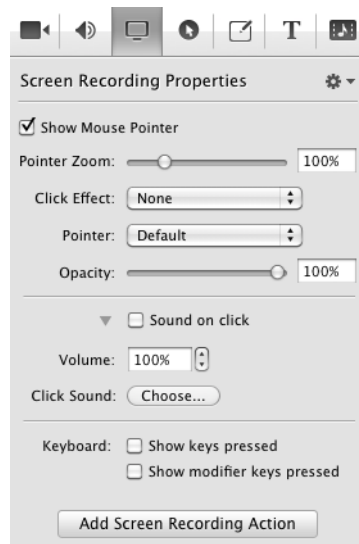 T
Screen Recording Properties
Show Mouse Pointer
Pointer Zoom: 100%
Click Effect: None
Pointer: Default
Opacity: 100%
Sound on click
Volume: 100%
Click Sound: Choose...
Keyboard: Show keys pressed
Show modifier keys pressed
Add Screen Recording Action